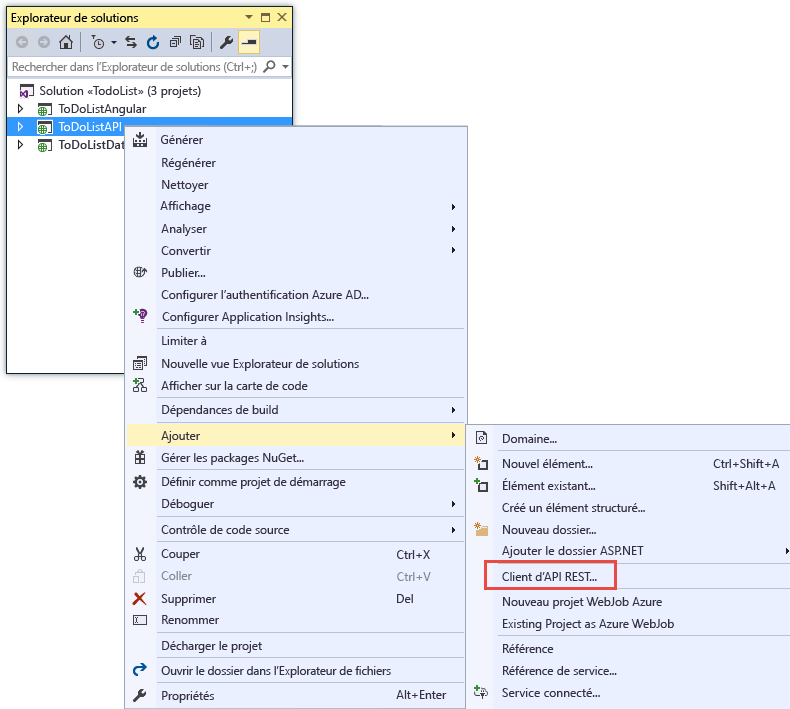 Explorateur de solutions
Rechercher dans l'Explorateur de solutions (Ctrl+;)
Solution «TodoList» (3 projets)
ToDoListAngular
ToDoListAPI
ToDoListDat
Générer
Régénérer
Nettoyer
Affichage
Analyser
Convertir
Publier...
Configurer l'authentification Azure AD...
Configurer Application Insights...
Limiter à
Nouvelle vue Explorateur de solutions
Afficher sur la carte de code
Dépendances de build
Ajouter
Gérer les packages NuGet...
Définir comme projet de démarrage
Déboguer
Contrôle de code source
Couper Ctrl+X
Coller Ctrl+V
Supprimer Del
Renommer
Décharger le projet
Ouvrir le dossier dans l'Explorateur de fichiers
Propriétés Alt+Enter
Domaine...
Nouvel élément... Ctrl+Shift+A
Élément existant... Shift+Alt+A
Créé un élément structuré...
Nouveau dossier...
Ajouter le dossier ASP.NET
Client d'API REST...
Nouveau projet WebJob Azure
Existing Project as Azure WebJob
Référence
Référence de service...
Service connecté...